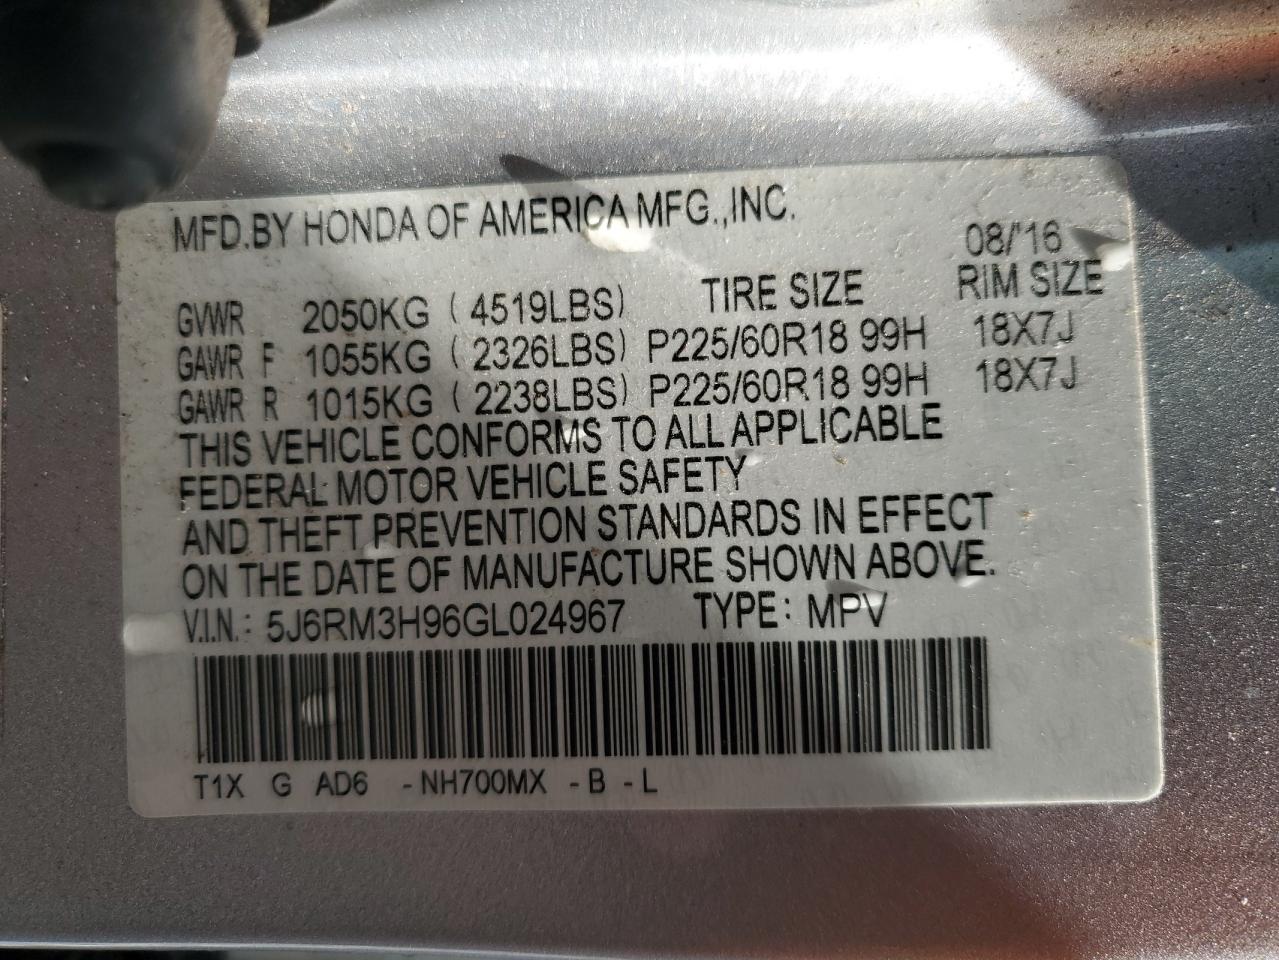 MFD.BY HONDA OF AMERICA MFG.,INC.
08/'16
TIRE SIZE RIM SIZE
GVWR 2050KG ( 4519LBS)
GAWR F 1055KG ( 2326LBS) P225/60R18 99H 18X7J
GAWR R 1015KG ( 2238LBS) P225/60R18 99H 18X7J
THIS VEHICLE CONFORMS TO ALL APPLICABLE
FEDERAL MOTOR VEHICLE SAFETY
AND THEFT PREVENTION STANDARDS IN EFFECT
ON THE DATE OF MANUFACTURE SHOWN ABOVE.
V.I.N.: 5J6RM3H96GL024967 TYPE: MPV
T1X G AD6 -NH700MX -B -L